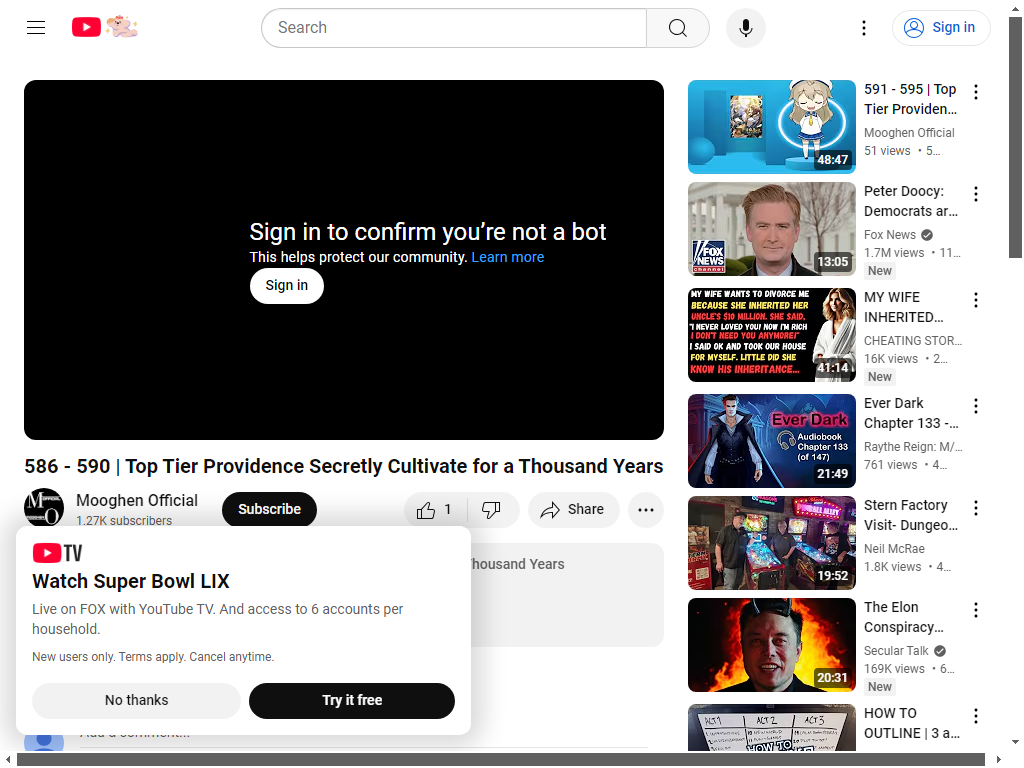 Search
Sign in
Sign in to confirm you're not a bot
This helps protect our community. Learn more
Sign in
586 - 590 | Top Tier Providence Secretly Cultivate for a Thousand Years
Mooghen Official
1.27K subscribers
Subscribe
1
Share
Thousand Years
TV
Watch Super Bowl LIX
Live on FOX with YouTube TV. And access to 6 accounts per
household.
New users only. Terms apply. Cancel anytime.
No thanks
Try it free
Add a comment...
591 - 595 | Top
Tier Providen...
Mooghen Official
51 views • 5...
48:47
Peter Doocy:
Democrats ar...
Fox News
1.7M views • 11...
New
FOX
NEWS
channel
13:05
MY WIFE WANTS TO DIVORCE ME
BECAUSE SHE INHERITED HER
UNCLE'S $10 MILLION. SHE SAID,
"I NEVER LOVED YOU! NOW I'M RICH
I DON'T NEED YOU ANYMORE!"
I SAID OK AND TOOK OUR HOUSE
FOR MYSELF. LITTLE DID SHE
KNOW HIS INHERITANCE...
41:14
MY WIFE
INHERITED...
CHEATING STOR...
16K views • 2...
New
Ever Dark
Audiobook
Chapter 133
(of 147)
21:49
Ever Dark
Chapter 133 -...
Raythe Reign: M/...
761 views • 4...
PINBALL ALLEY
19:52
Stern Factory
Visit- Dungeo...
Neil McRae
1.8K views • 4...
20:31
The Elon
Conspiracy...
Secular Talk
169K views • 6...
New
ACT 1 ACT 2 ACT 3
HOW TO
HOW TO
OUTLINE | 3 a...